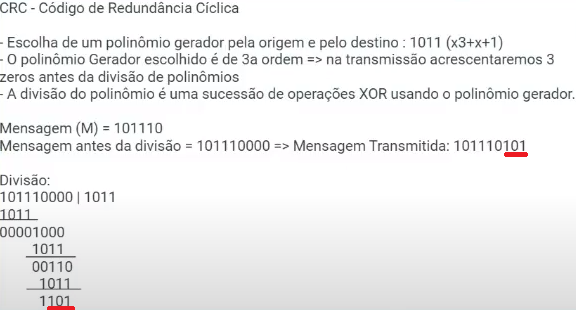 CRC - Código de Redundância Cíclica
- Escolha de um polinômio gerador pela origem e pelo destino : 1011 (x3+x+1)
- O polinômio Gerador escolhido é de 3a ordem => na transmissão acrescentaremos 3
zeros antes da divisão de polinômios
- A divisão do polinômio é uma sucessão de operações XOR usando o polinômio gerador.
Mensagem (M) = 101110
Mensagem antes da divisão = 101110000 => Mensagem Transmitida: 101110101
Divisão:
101110000 | 1011
1011
00001000
1011
00110
1011
1101